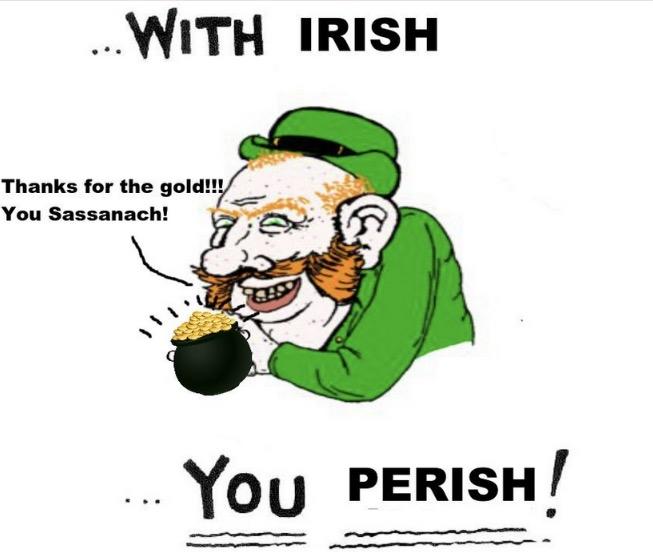 ...WITH IRISH
Thanks for the gold!!!
You Sassanach!
... YOU PERISH!